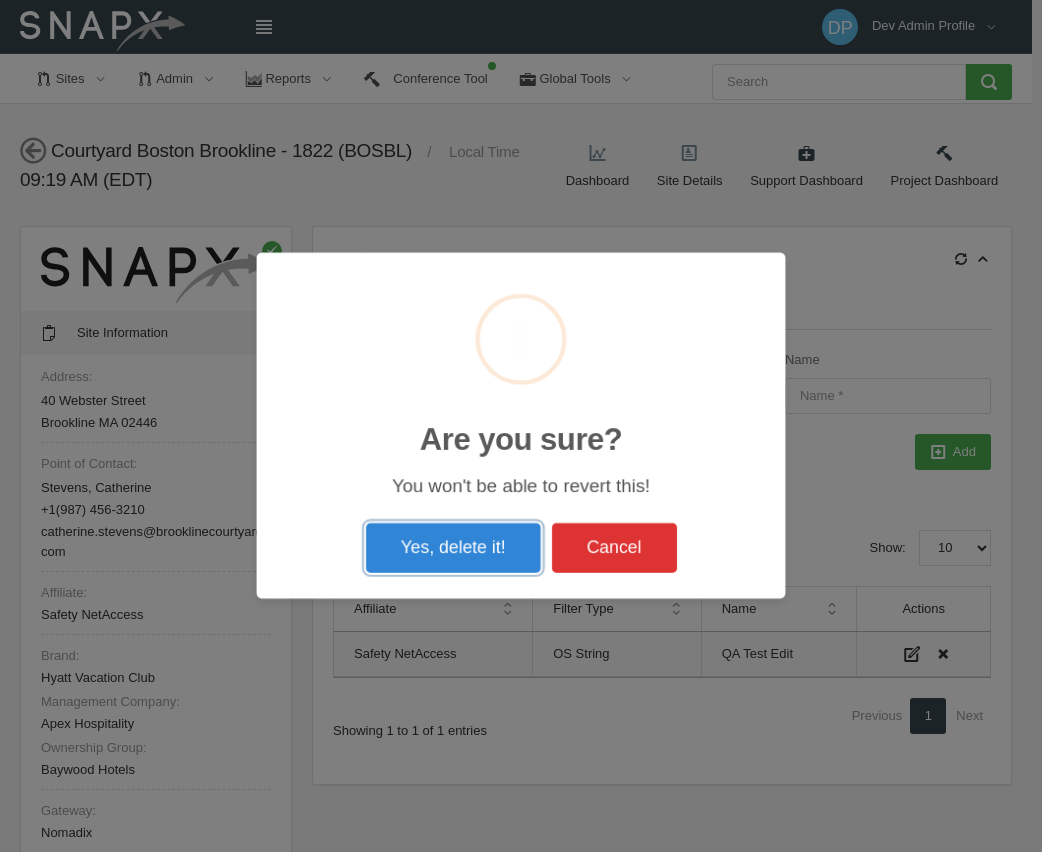 SNAPX
DP Dev Admin Profile
Sites Admin Reports Conference Tool Global Tools Search
Courtyard Boston Brookline - 1822 (BOSBL) / Local Time
09:19 AM (EDT)
Dashboard Site Details Support Dashboard Project Dashboard
SNAPX
Site Information
Address:
40 Webster Street
Brookline MA 02446
Point of Contact:
Stevens, Catherine
+1(987) 456-3210
catherine.stevens@brooklinecourtyard
com
Affiliate:
Safety NetAccess
Brand:
Hyatt Vacation Club
Management Company:
Apex Hospitality
Ownership Group:
Baywood Hotels
Gateway:
Nomadix
Are you sure?
You won't be able to revert this!
Yes, delete it! Cancel
Name
Name *
Add
Show: 10
Affiliate Filter Type Name Actions
Safety NetAccess OS String QA Test Edit
Previous 1 Next
Showing 1 to 1 of 1 entries